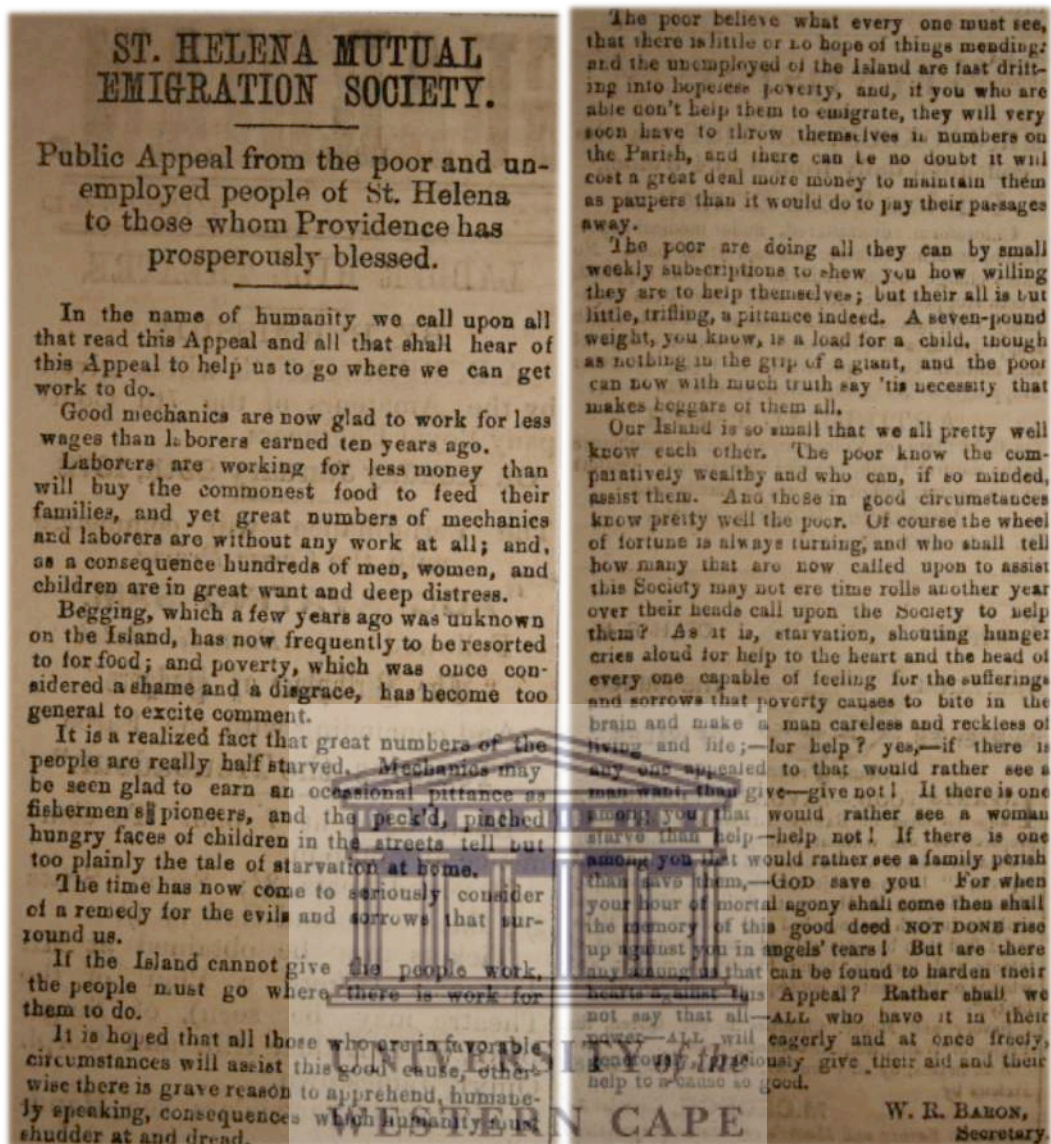 ST. HELENA MUTUAL
EMIGRATION SOCIETY.
Public Appeal from the poor and un-
employed people of St. Helena
to those whom Providence has
prosperously blessed.
In the name of humanity we call upon all
that read this Appeal and all that shall hear of
this Appeal to help us to go where we can get
work to do.
Good mechanics are now glad to work for less
wages than laborers earned ten years ago.
Laborers are working for less money than
will buy the commonest food to feed their
families, and yet great numbers of mechanics
and laborers are without any work at all; and,
as a consequence hundreds of men, women, and
children are in great want and deep distress.
Begging, which a few years ago was unknown
on the Island, has now frequently to be resorted
to for food; and poverty, which was once con-
sidered a shame and a disgrace, has become too
general to excite comment.
It is a realized fact that great numbers of the
people are really half starved. Mechanics may
be seen glad to earn an occasional pittance as
fishermen's pioneers, and the peck'd, pinched
hungry faces of children in the streets tell but
too plainly the tale of starvation at home.
The time has now come to seriously consider
of a remedy for the evils and sorrows that sur-
round us.
If the Island cannot give the people work,
the people must go where there is work for
them to do.
It is hoped that all those who are in favorable
circumstances will assist this good cause, other-
wise there is grave reason to apprehend, humane-
ly speaking, consequences which humanity must
shudder at and dread.
The poor believe what every one must see,
that there is little or no hope of things mending:
and the unemployed of the Island are fast drift-
ing into hopeless poverty, and, if you who are
able don't help them to emigrate, they will very
soon have to throw themselves in numbers on
the Parish, and there can be no doubt it will
cost a great deal more money to maintain them
as paupers than it would do to pay their passages
away.
The poor are doing all they can by small
weekly subscriptions to shew you how willing
they are to help themselves; but their all is but
little, trifling, a pittance indeed. A seven-pound
weight, you know, is a load for a child, though
as nothing in the grip of a giant, and the poor
can now with much truth say 'tis necessity that
makes beggars of them all.
Our Island is so small that we all pretty well
know each other. The poor know the com-
paratively wealthy and who can, if so minded,
assist them. And those in good circumstances
know pretty well the poor. Of course the wheel
of fortune is always turning, and who shall tell
how many that are now called upon to assist
this Society may not ere time rolls another year
over their heads call upon the Society to help
them? As it is, starvation, shouting hunger
cries aloud for help to the heart and the head of
every one capable of feeling for the sufferings
and sorrows that poverty causes to bite in the
brain and make a man careless and reckless of
living and life;—for help? yes,—if there is
any one appealed to that would rather see a
man want, than give—give not! If there is one
among you that would rather see a woman
starve than help—help not! If there is one
among you that would rather see a family perish
than save them,—GOD save you For when
your hour of mortal agony shall come then shall
the memory of this good deed NOT DONE rise
up against you in angels' tears! But are there
any among us that can be found to harden their
hearts against this Appeal? Rather shall we
not say that all—ALL who have it in their
power—ALL will eagerly and at once freely,
give their aid and their
help to a cause so good.
W. R. BARON,
Secretary.
UNIVERSITY of the
WESTERN CAPE